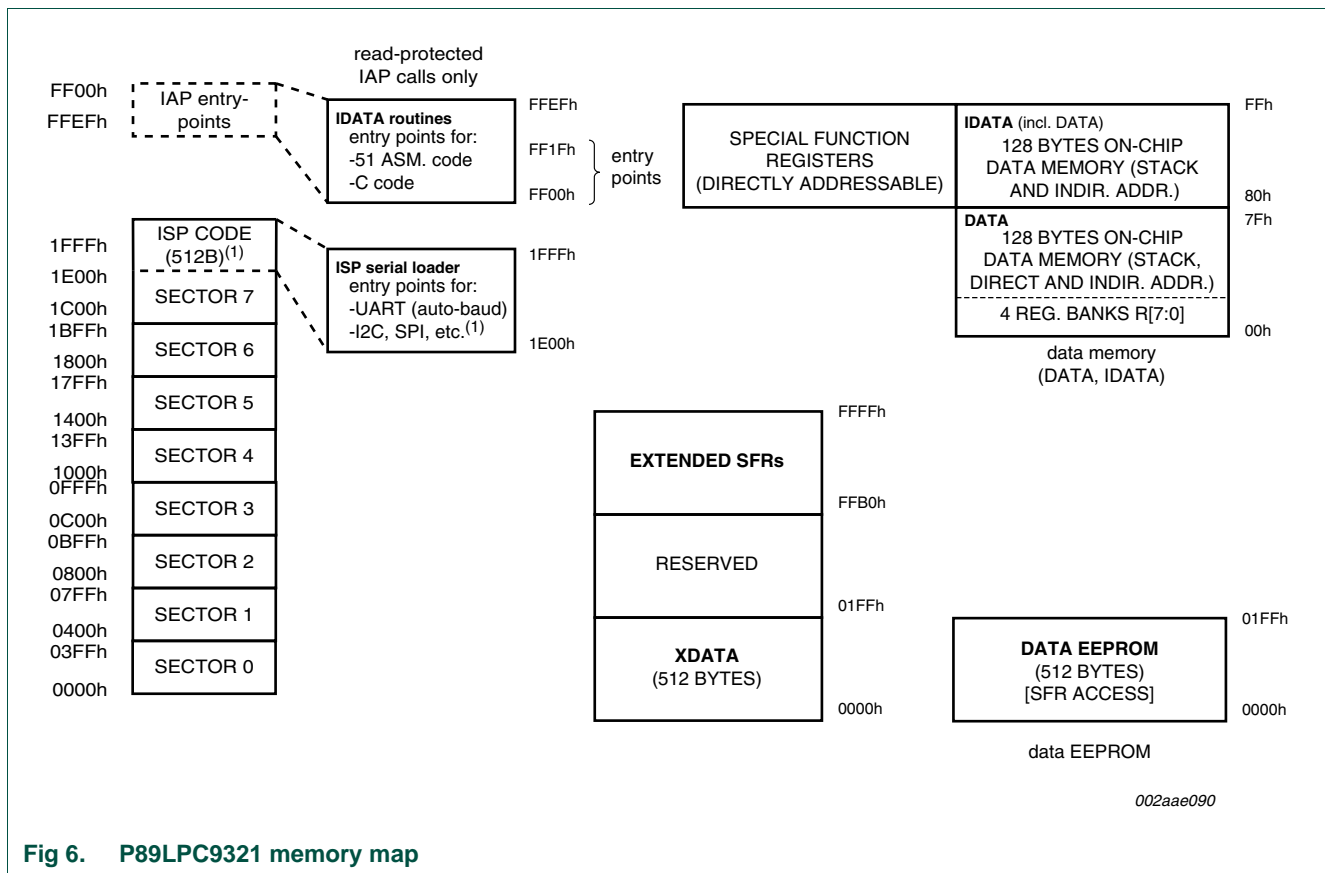 read-protected
IAP calls only
FF00h
FFEFh
IAP entry-
points
IDATA routines
entry points for:
-51 ASM. code
-C code
FFEFh
FF1Fh
FF00h
entry
points
SPECIAL FUNCTION
REGISTERS
(DIRECTLY ADDRESSABLE)
IDATA (incl. DATA)
128 BYTES ON-CHIP
DATA MEMORY (STACK
AND INDIR. ADDR.)
FFh
80h
DATA
128 BYTES ON-CHIP
DATA MEMORY (STACK,
DIRECT AND INDIR. ADDR.)
4 REG. BANKS R[7:0]
7Fh
00h
data memory
(DATA, IDATA)
ISP CODE
(512B)(1)
1FFFh
1E00h
SECTOR 7
1C00h
1BFFh
SECTOR 6
1800h
17FFh
SECTOR 5
1400h
13FFh
SECTOR 4
1000h
0FFFh
SECTOR 3
0C00h
0BFFh
SECTOR 2
0800h
07FFh
SECTOR 1
0400h
03FFh
SECTOR 0
0000h
ISP serial loader
entry points for:
-UART (auto-baud)
-I2C, SPI, etc.(1)
1FFFh
1E00h
FFFFh
EXTENDED SFRs
FFB0h
RESERVED
01FFh
XDATA
(512 BYTES)
0000h
01FFh
DATA EEPROM
(512 BYTES)
[SFR ACCESS]
0000h
data EEPROM
002aae090
Fig 6. P89LPC9321 memory map